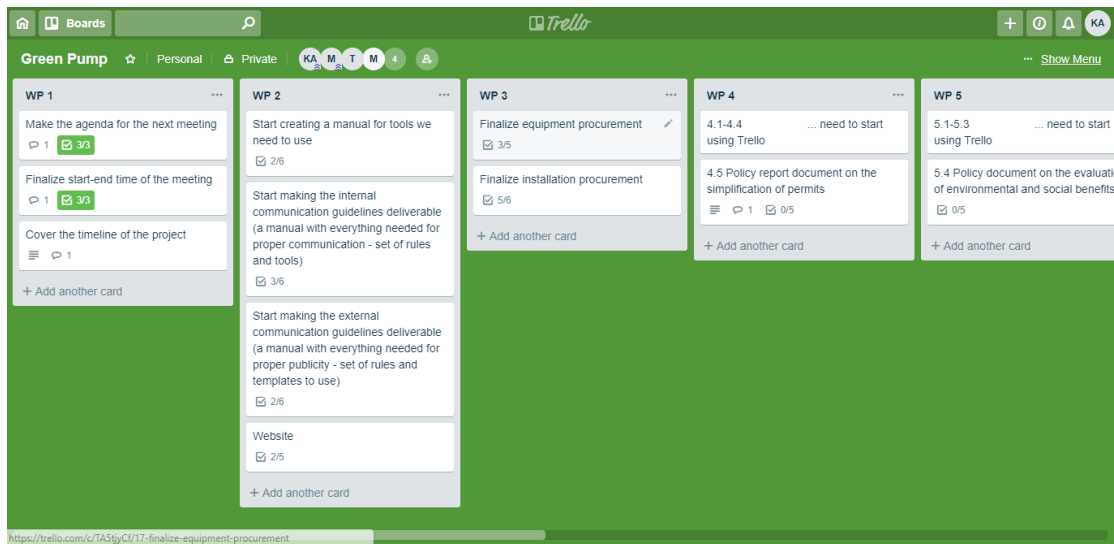 Boards
Trello
KA
Green Pump
Personal
Private
KA M T M 4
... Show Menu
WP 1
Make the agenda for the next meeting
1 3/3
Finalize start-end time of the meeting
1 3/3
Cover the timeline of the project
1
+ Add another card
WP 2
Start creating a manual for tools we
need to use
2/6
Start making the internal
communication guidelines deliverable
(a manual with everything needed for
proper communication - set of rules
and tools)
3/6
Start making the external
communication guidelines deliverable
(a manual with everything needed for
proper publicity - set of rules and
templates to use)
2/6
Website
2/5
+ Add another card
WP 3
Finalize equipment procurement
3/5
Finalize installation procurement
5/6
+ Add another card
WP 4
4.1-4.4 ... need to start
using Trello
4.5 Policy report document on the
simplification of permits
1 0/5
+ Add another card
WP 5
5.1-5.3 ... need to start
using Trello
5.4 Policy document on the evaluati
of environmental and social benefits
0/5
+ Add another card
https://trello.com/c/TA5tjyCf/17-finalize-equipment-procurement